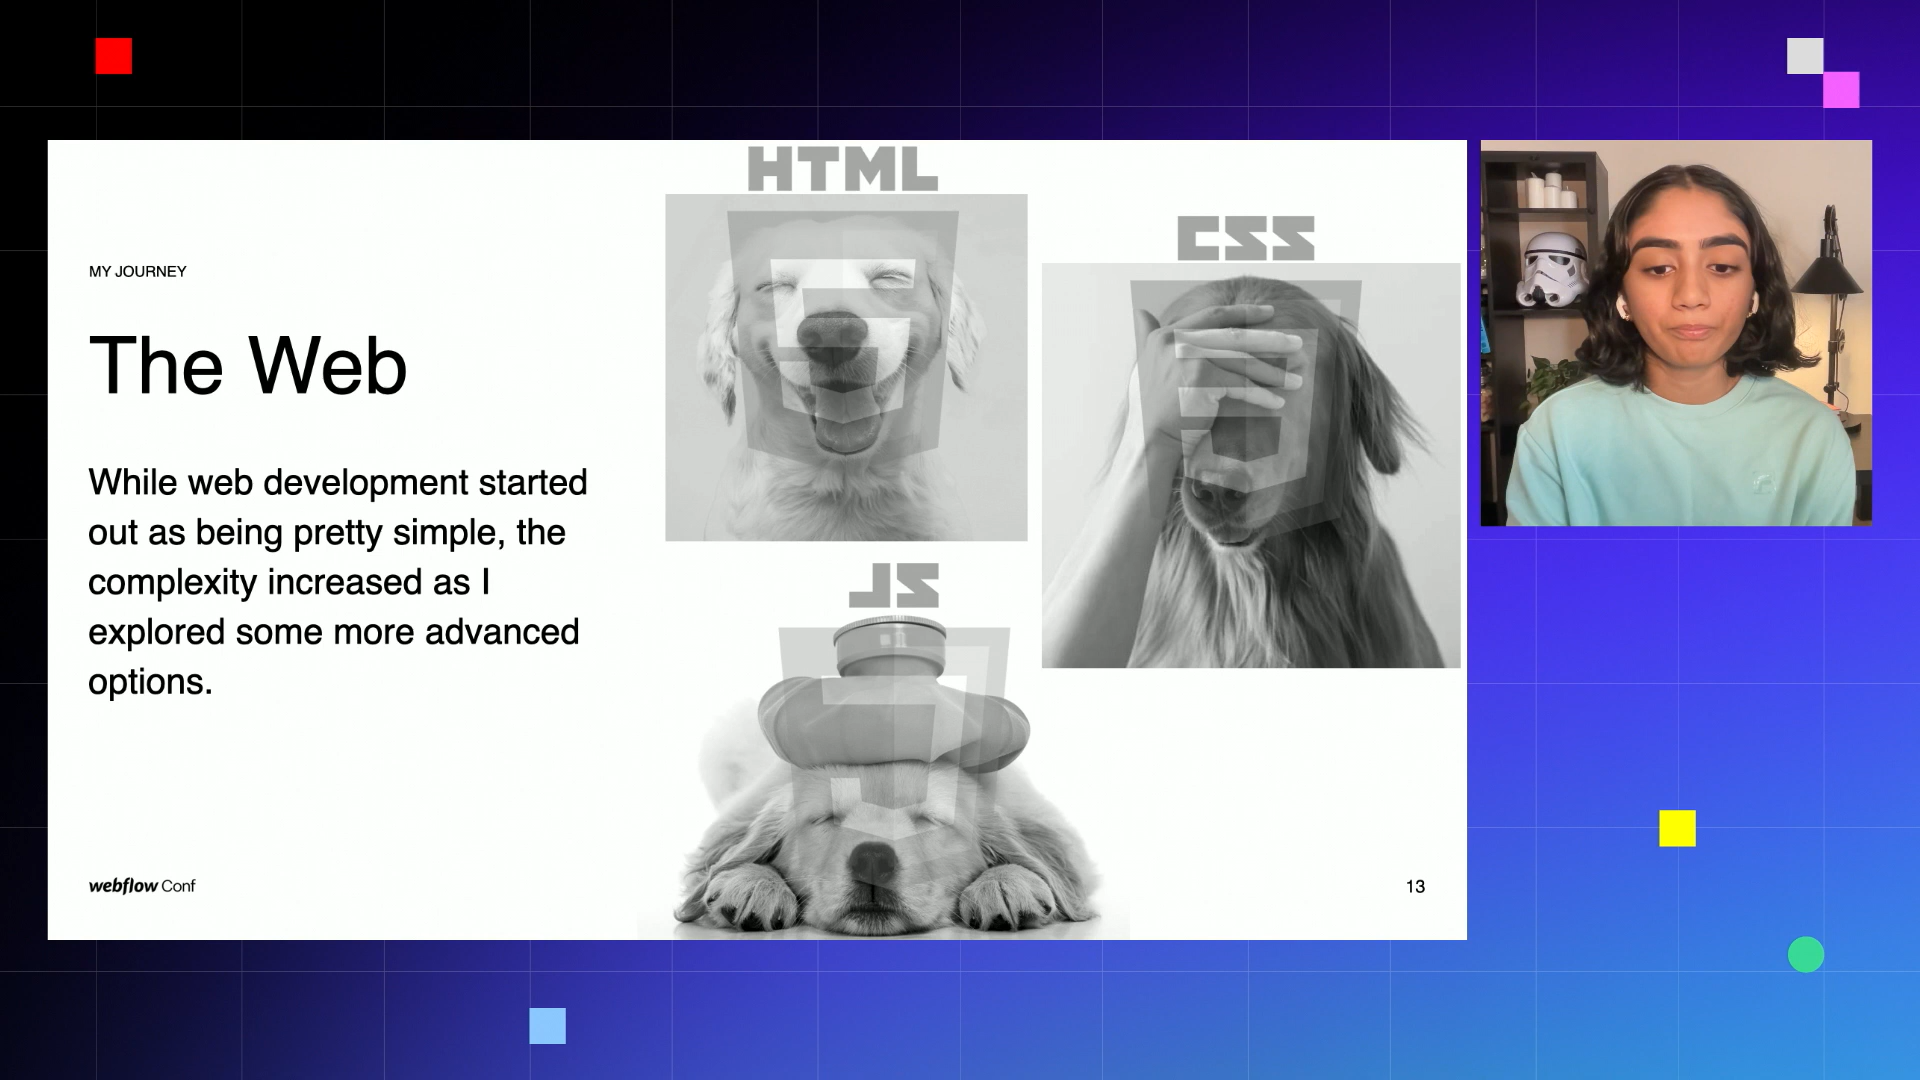 HTML
CSS
MY JOURNEY
The Web
While web development started
out as being pretty simple, the
complexity increased as I
explored some more advanced
options.
JS
webflow Conf
13